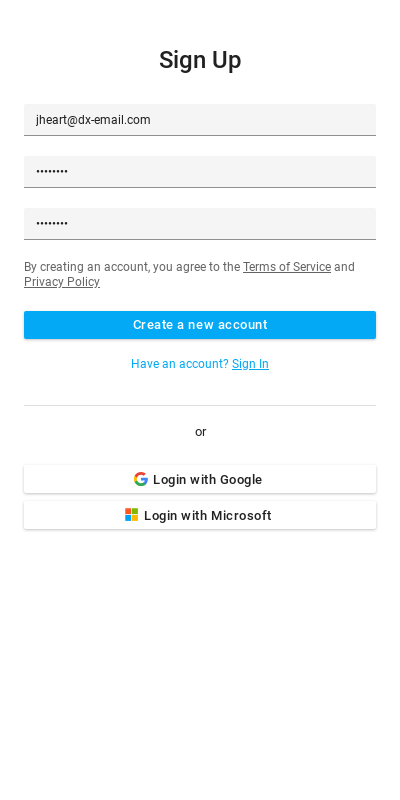 Sign Up
jheart@dx-email.com
••••••••
••••••••
By creating an account, you agree to the Terms of Service and
Privacy Policy
Create a new account
Have an account? Sign In
or
Login with Google
Login with Microsoft